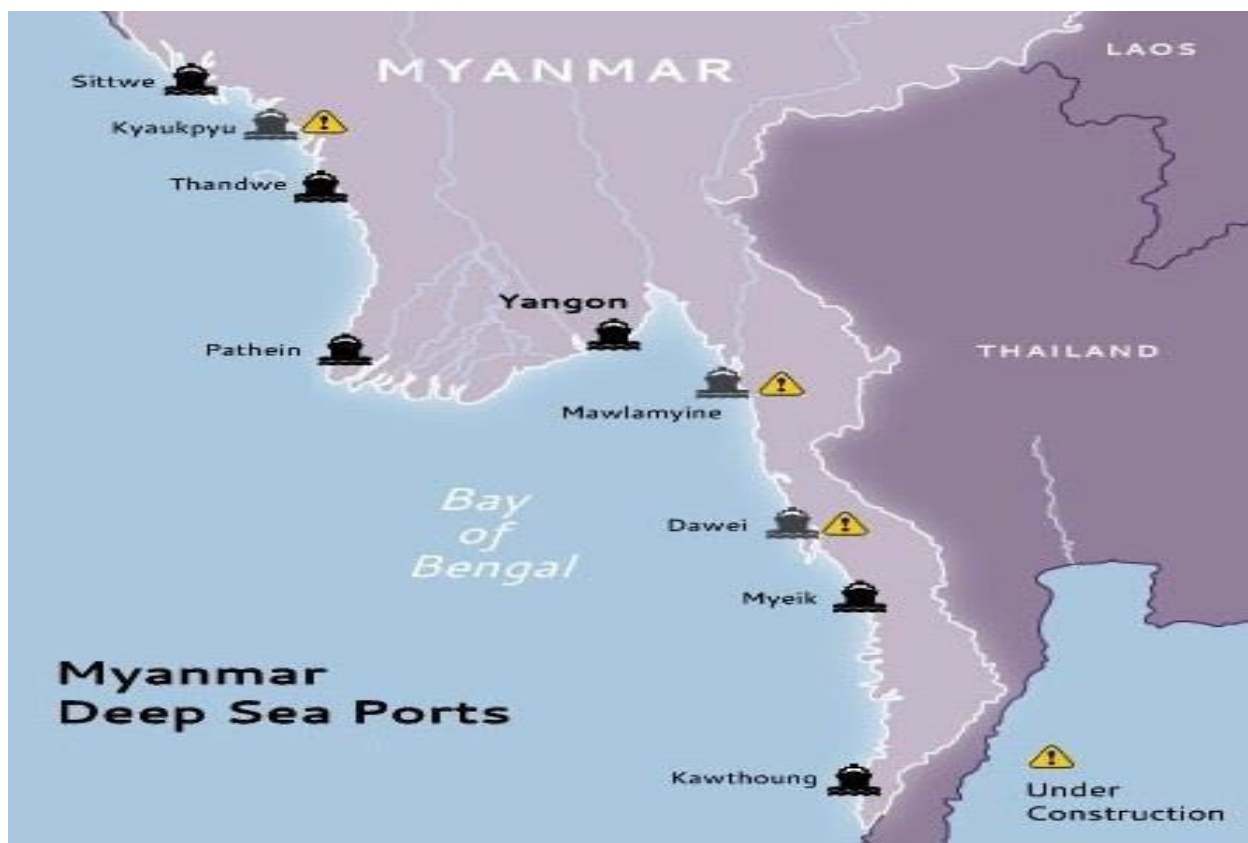 LAOS
MYANMAR
Sittwe
Kyaukpyu
Thandwe
Yangon
Pathein
THAILAND
Mawlamyine
Bay
of
Bengal
Dawei
Myeik
Myanmar
Deep Sea Ports
Kawthoung
Under
Construction